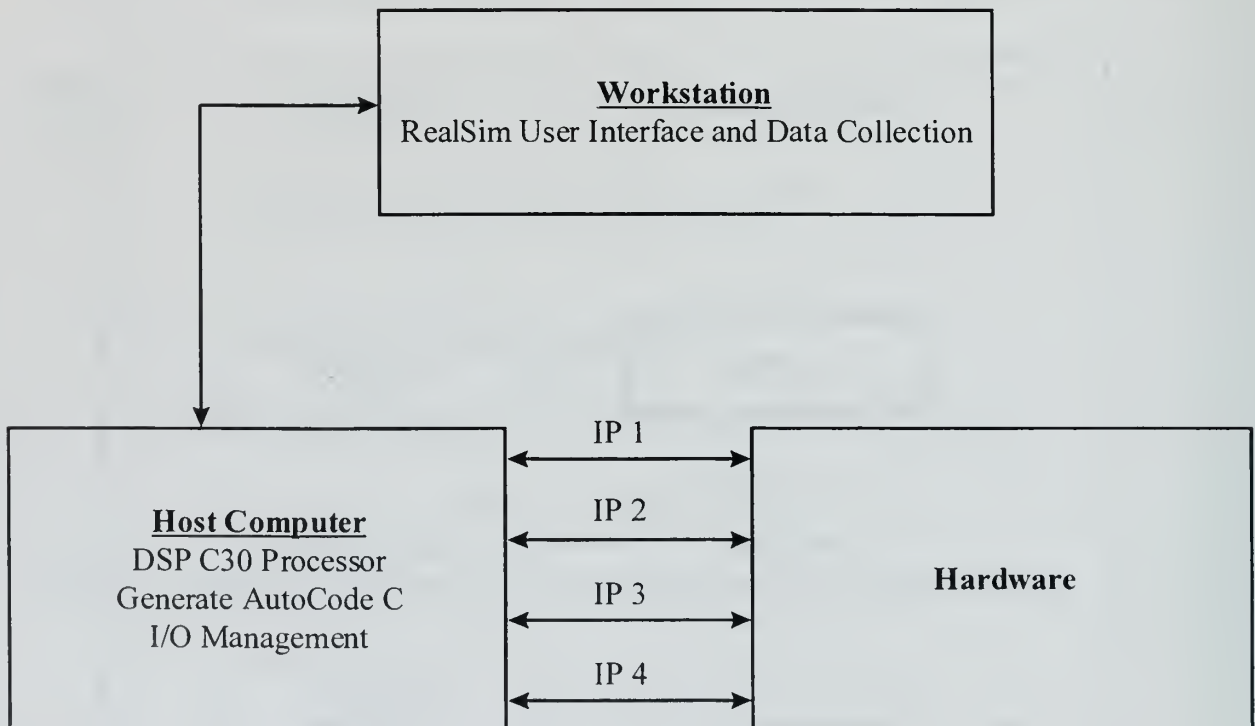 Workstation
RealSim User Interface and Data Collection
IP 1
Host Computer
DSP C30 Processor
Generate AutoCode C
I/O Management
IP 2
IP 3
IP 4
Hardware